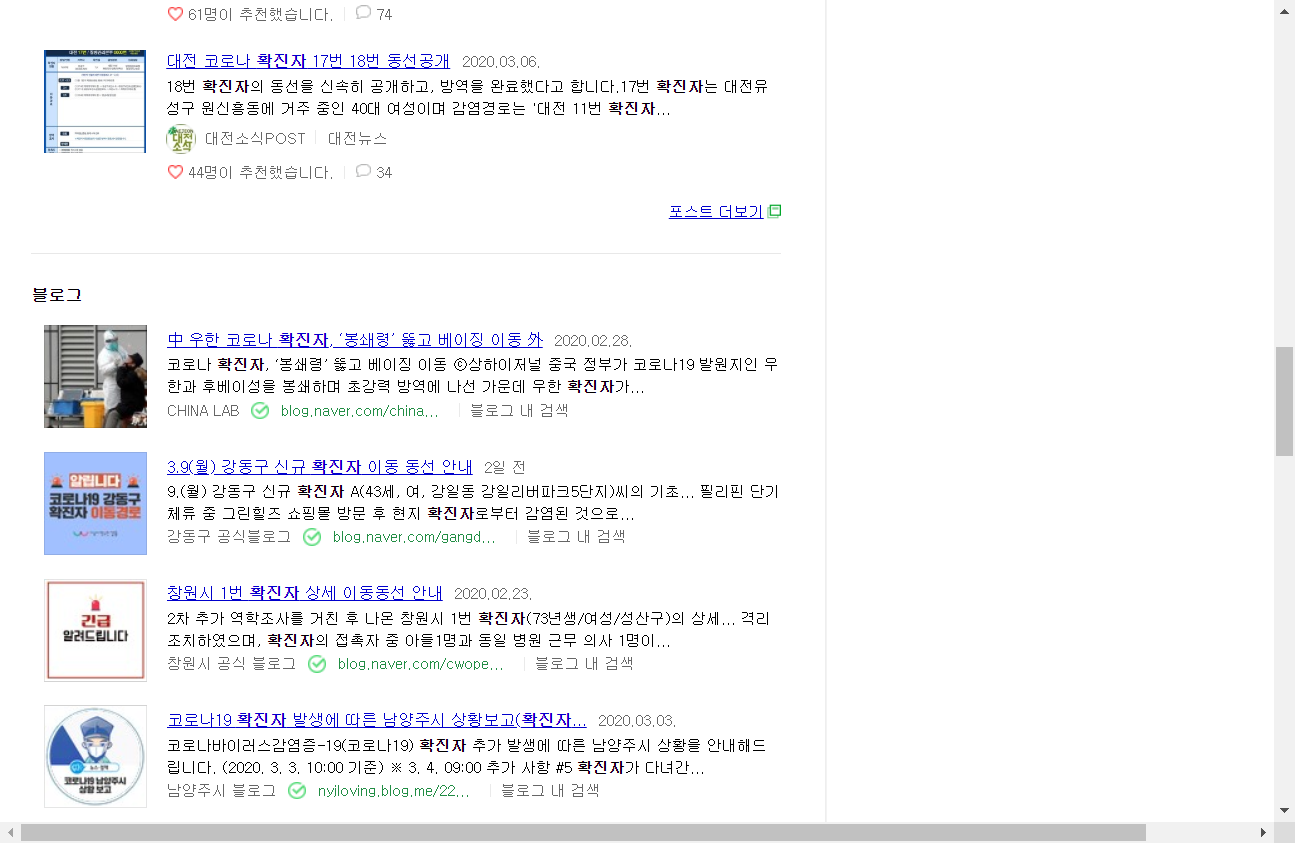 61명이 추천했습니다. 74
대전 코로나 확진자 17번 18번 동선공개 2020.03.06.
18번 확진자의 동선을 신속히 공개하고, 방역을 완료했다고 합니다.17번 확진자는 대전유
성구 원신흥동에 거주 중인 40대 여성이며 감염경로는 '대전 11번 확진자...
대전소식POST 대전뉴스
44명이 추천했습니다. 34
포스트 더보기
블로그
中 우한 코로나 확진자, ‘봉쇄령’ 뚫고 베이징 이동 外 2020.02.28.
코로나 확진자, ‘봉쇄령’ 뚫고 베이징 이동 ⓒ상하이저널 중국 정부가 코로나19 발원지인 우
한과 후베이성을 봉쇄하며 초강력 방역에 나선 가운데 우한 확진자가...
CHINA LAB blog.naver.com/china... 블로그 내 검색
알립니다
코로나19 강동구
확진자 이동경로
3.9(월) 강동구 신규 확진자 이동 동선 안내 2일 전
9.(월) 강동구 신규 확진자 A(43세, 여, 강일동 강일리버파크5단지)씨의 기초... 필리핀 단기
체류 중 그린힐즈 쇼핑몰 방문 후 현지 확진자로부터 감염된 것으로...
강동구 공식블로그 blog.naver.com/gangd... 블로그 내 검색
긴급
알려드립니다
창원시 1번 확진자 상세 이동동선 안내 2020.02.23.
2차 추가 역학조사를 거친 후 나온 창원시 1번 확진자(73년생/여성/성산구)의 상세... 격리
조치하였으며, 확진자의 접촉자 중 아들1명과 동일 병원 근무 의사 1명이...
창원시 공식 블로그 blog.naver.com/cwope... 블로그 내 검색
코로나19 남양주시
상황 보고
코로나19 확진자 발생에 따른 남양주시 상황보고(확진자... 2020.03.03.
코로나바이러스감염증-19(코로나19) 확진자 추가 발생에 따른 남양주시 상황을 안내해드
립니다. (2020. 3. 3. 10:00 기준) ※ 3. 4. 09:00 추가 사항 #5 확진자가 다녀간...
남양주시 블로그 nyjloving.blog.me/22... 블로그 내 검색